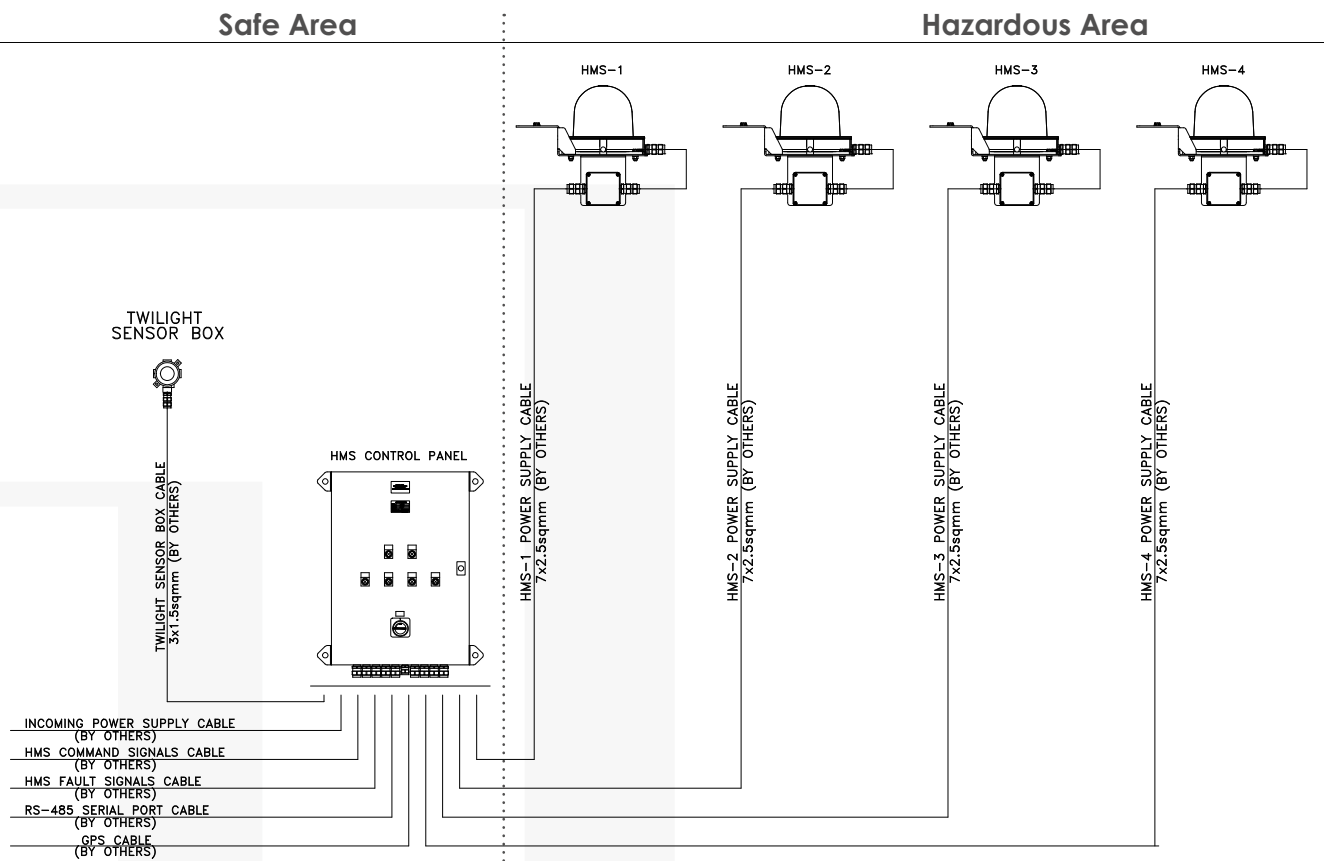 Safe Area
Hazardous Area
HMS-1
HMS-2
HMS-3
HMS-4
TWILIGHT
SENSOR BOX
TWILIGHT SENSOR BOX CABLE
3x1.5sqmm (BY OTHERS)
HMS CONTROL PANEL
HMS-1 POWER SUPPLY CABLE
7x2.5sqmm (BY OTHERS)
HMS-2 POWER SUPPLY CABLE
7x2.5sqmm (BY OTHERS)
HMS-3 POWER SUPPLY CABLE
7x2.5sqmm (BY OTHERS)
HMS-4 POWER SUPPLY CABLE
7x2.5sqmm (BY OTHERS)
INCOMING POWER SUPPLY CABLE
(BY OTHERS)
HMS COMMAND SIGNALS CABLE
(BY OTHERS)
HMS FAULT SIGNALS CABLE
(BY OTHERS)
RS-485 SERIAL PORT CABLE
(BY OTHERS)
GPS CABLE
(BY OTHERS)